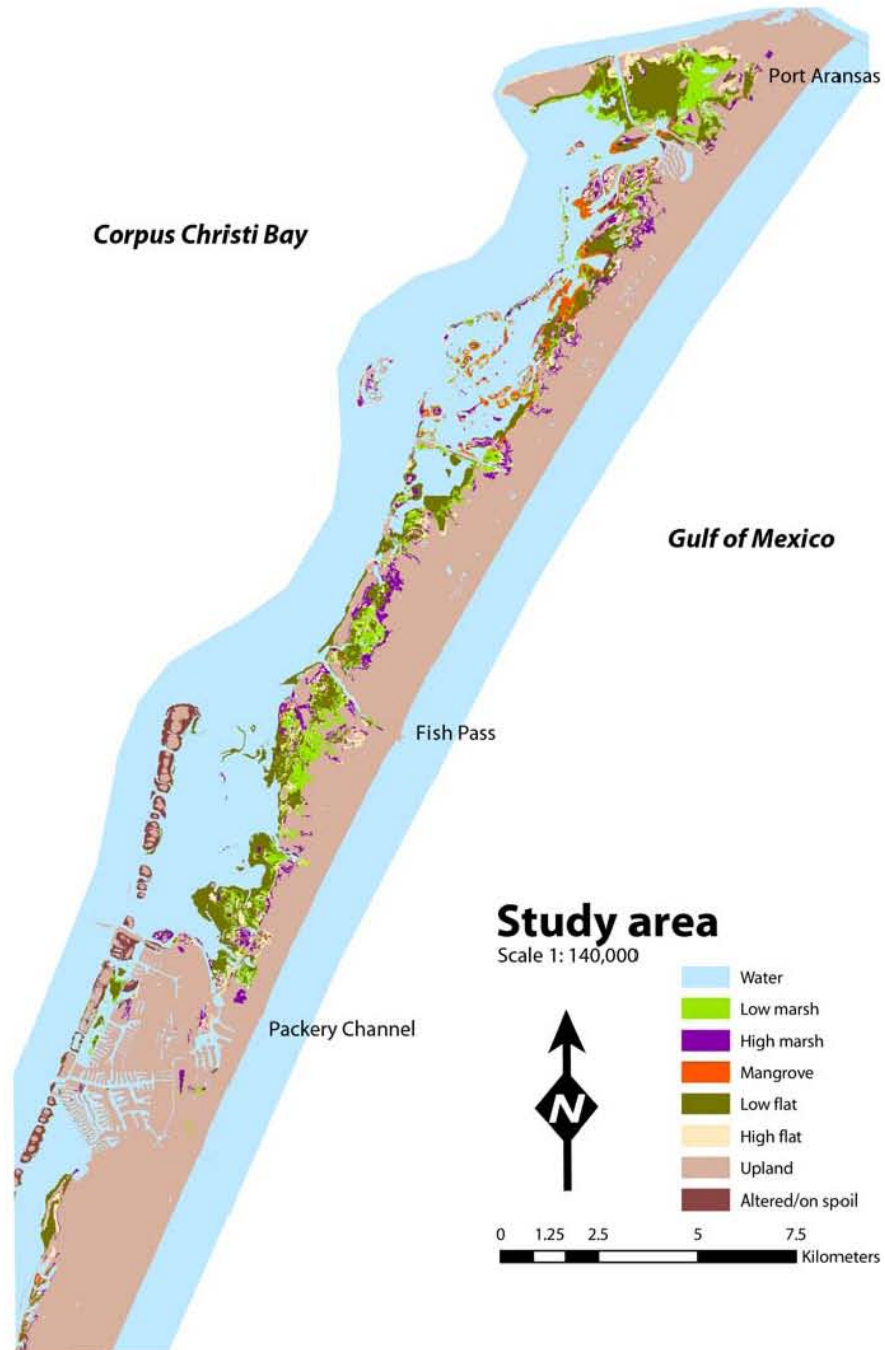 Port Aransas
Corpus Christi Bay
Gulf of Mexico
Fish Pass
Study area
Scale 1: 140,000
Water
Low marsh
High marsh
Packery Channel
Mangrove
N
Low flat
High flat
Upland
Altered/on spoil
0 1.25 2.5 5 7.5
Kilometers